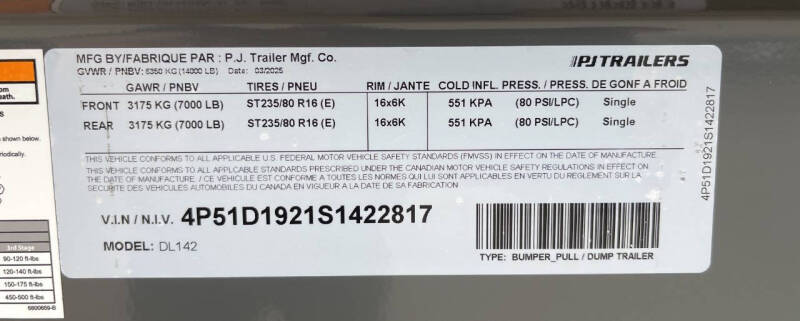 MFG BY/FABRIQUE PAR : P.J. Trailer Mfg. Co.
PJTRAILERS
GVWR / PNBV: 6350 KG (14000 LB) Date: 03/2025
GAWR / PNBV TIRES / PNEU RIM / JANTE COLD INFL. PRESS. / PRESS. DE GONF A FROID
FRONT 3175 KG (7000 LB) ST235/80 R16 (E) 16x6K 551 KPA (80 PSI/LPC) Single
REAR 3175 KG (7000 LB) ST235/80 R16 (E) 16x6K 551 KPA (80 PSI/LPC) Single
THIS VEHICLE CONFORMS TO ALL APPLICABLE U.S. FEDERAL MOTOR VEHICLE SAFETY STANDARDS (FMVSS) IN EFFECT ON THE DATE OF MANUFACTURE
THIS VEHICLE CONFORMS TO ALL APPLICABLE STANDARDS PRESCRIBED UNDER THE CANADIAN MOTOR VEHICLE SAFETY REGULATIONS IN EFFECT ON THE
DATE OF MANUFACTURE / CE VEHICULE EST CONFORME A TOUTES LES NORMES QUI LUI SONT APPLICABLES EN VERTU DU REGLEMENT SUR LA
SECURITE DES VEHICULES AUTOMOBILES DU CANADA EN VIGUEUR A LA DATE DE SA FABRICATION
V.I.N / N.I.V. 4P51D1921S1422817
MODEL: DL142
TYPE: BUMPER_PULL / DUMP TRAILER
4P51D1921S1422817
shown below.
3rd Stage
90-120 ft-lbs
120-140 ft-lbs
150-175 ft-lbs
450-500 ft-lbs